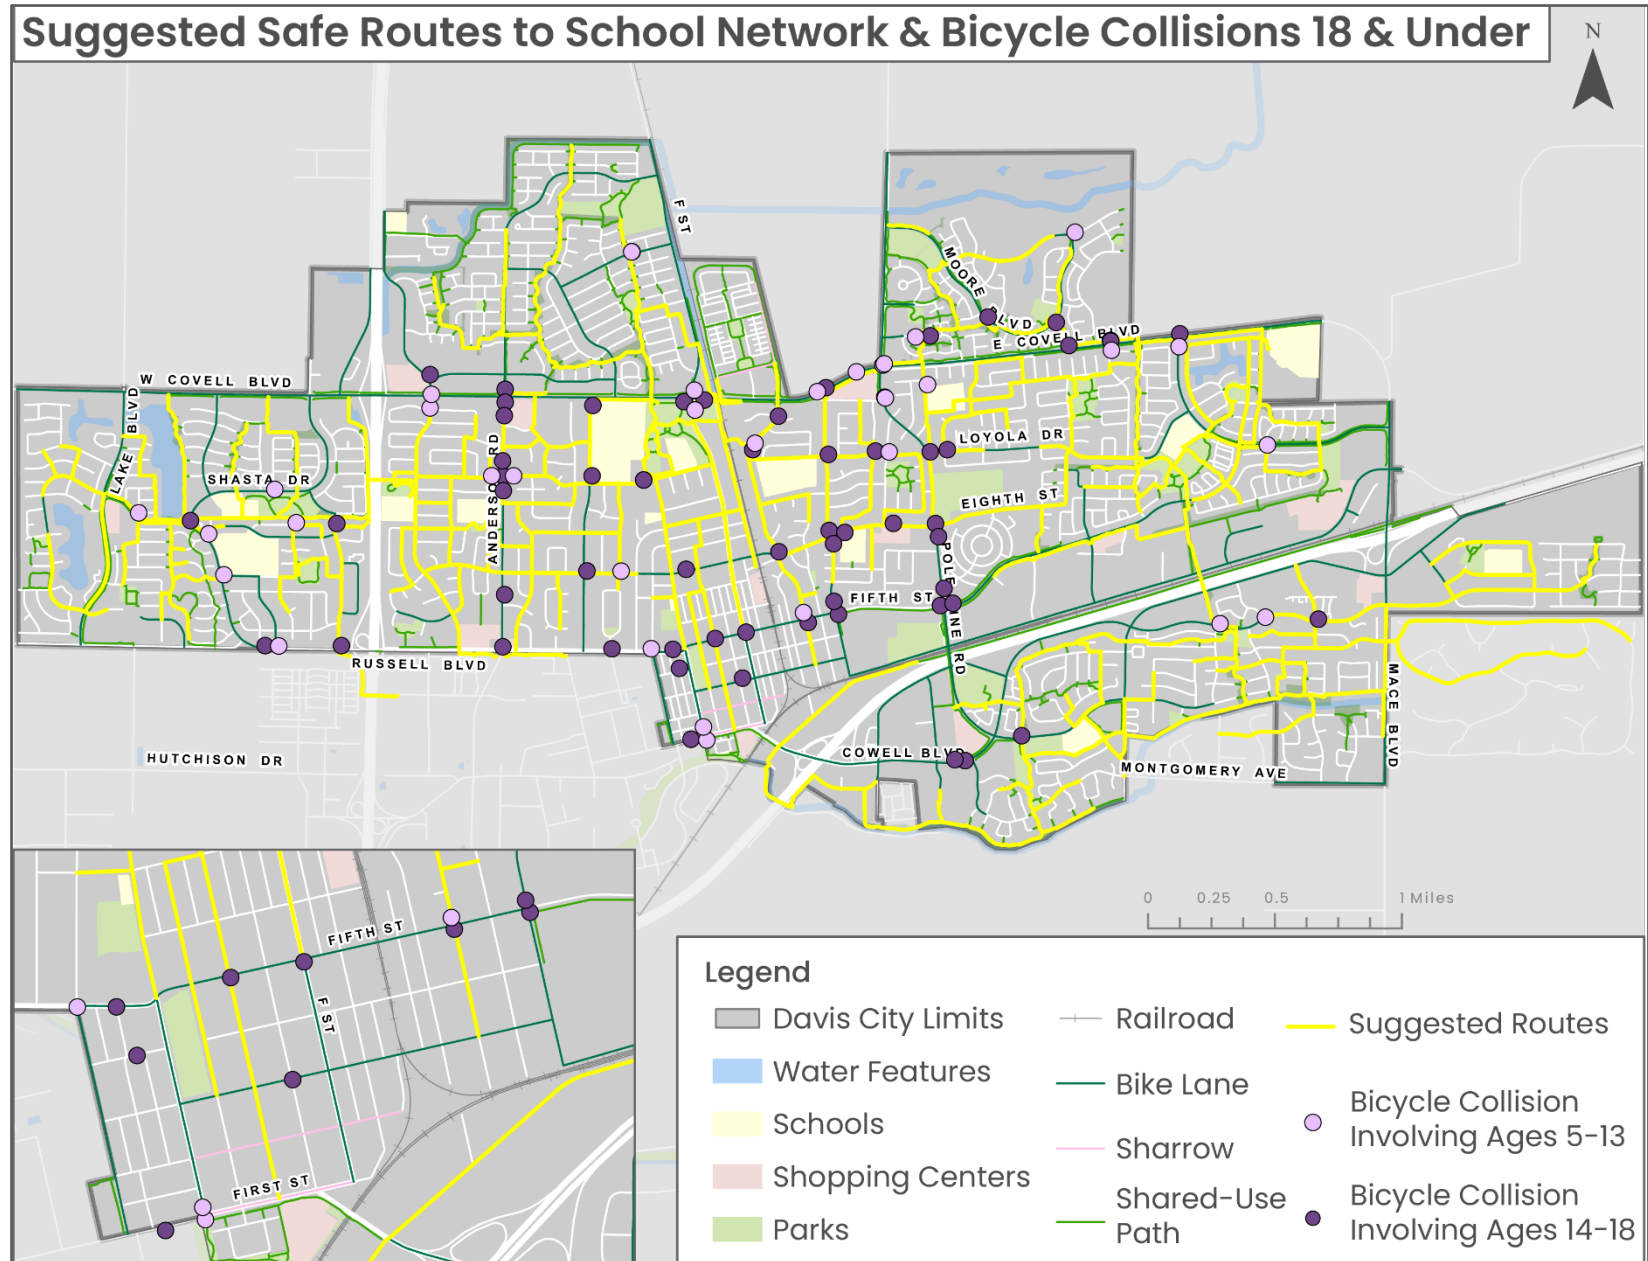 Suggested Safe Routes to School Network & Bicycle Collisions 18 & Under
N
F ST
MOORE BLVD
E COVELL BLVD
W COVELL BLVD
LAKE BLVD
SHASTA DR
ANDERSON RD
LOYOLA DR
EIGHTH ST
POLE LINE RD
FIFTH ST
RUSSELL BLVD
MACE BLVD
HUTCHISON DR
COWELL BLVD
MONTGOMERY AVE
0 0.25 0.5 1 Miles
FIFTH ST
F ST
FIRST ST
Legend
Davis City Limits
Water Features
Schools
Shopping Centers
Parks
Railroad
Bike Lane
Sharrow
Shared-Use
Path
Suggested Routes
Bicycle Collision
Involving Ages 5-13
Bicycle Collision
Involving Ages 14-18